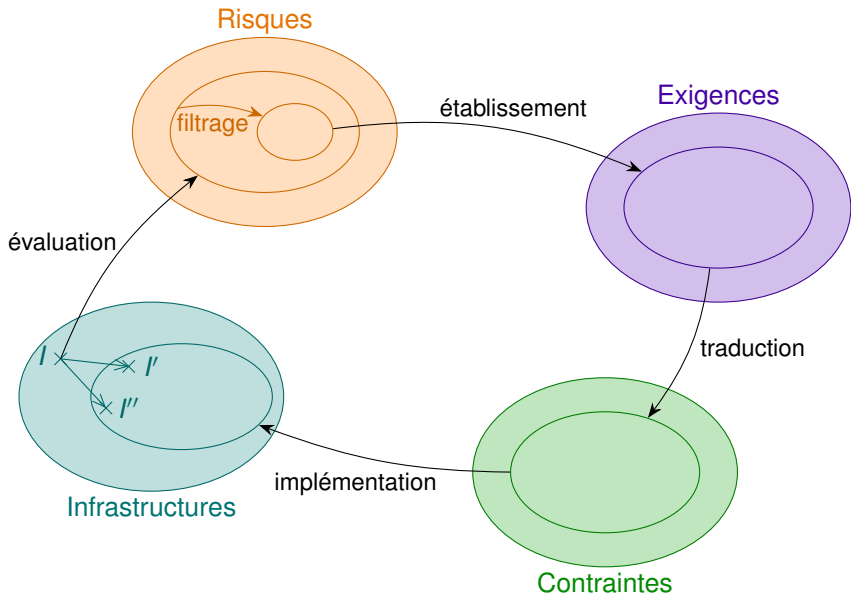 Risques
filtrage
établissement
Exigences
évaluation
I
I′
I″
traduction
Infrastructures
implémentation
Contraintes